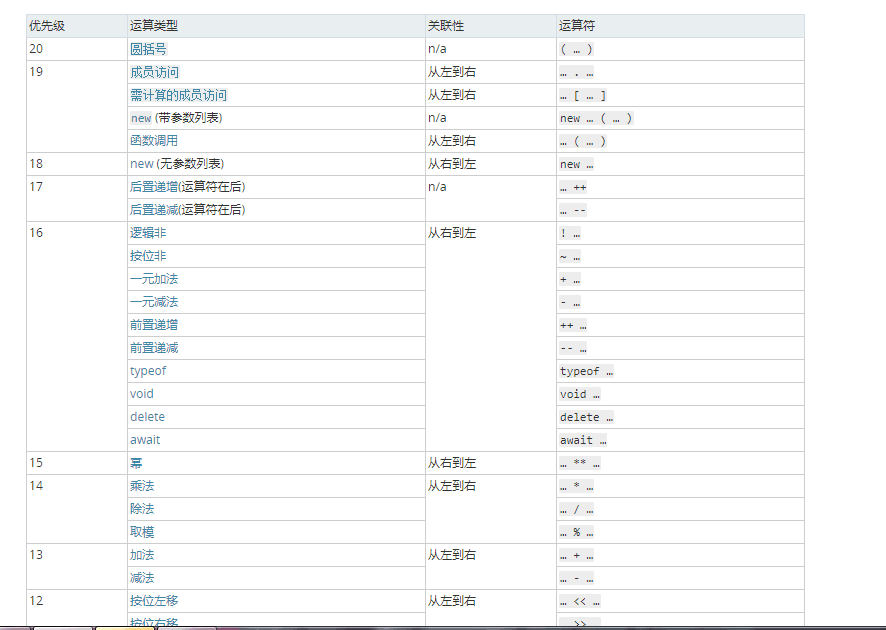 优先级 运算类型 关联性 运算符
20 圆括号 n/a ( … )
19 成员访问 从左到右 … . …
需计算的成员访问 从左到右 … [ … ]
new (带参数列表) n/a new … ( … )
函数调用 从左到右 … ( … )
18 new (无参数列表) 从右到左 new …
17 后置递增(运算符在后) n/a … ++
后置递减(运算符在后) … --
16 逻辑非 从右到左 ! …
按位非 ~ …
一元加法 + …
一元减法 - …
前置递增 ++ …
前置递减 -- …
typeof typeof …
void void …
delete delete …
await await …
15 幂 从右到左 … ** …
14 乘法 从左到右 … * …
除法 … / …
取模 … % …
13 加法 从左到右 … + …
减法 … - …
12 按位左移 从左到右 … << …
按位右移 … >> …